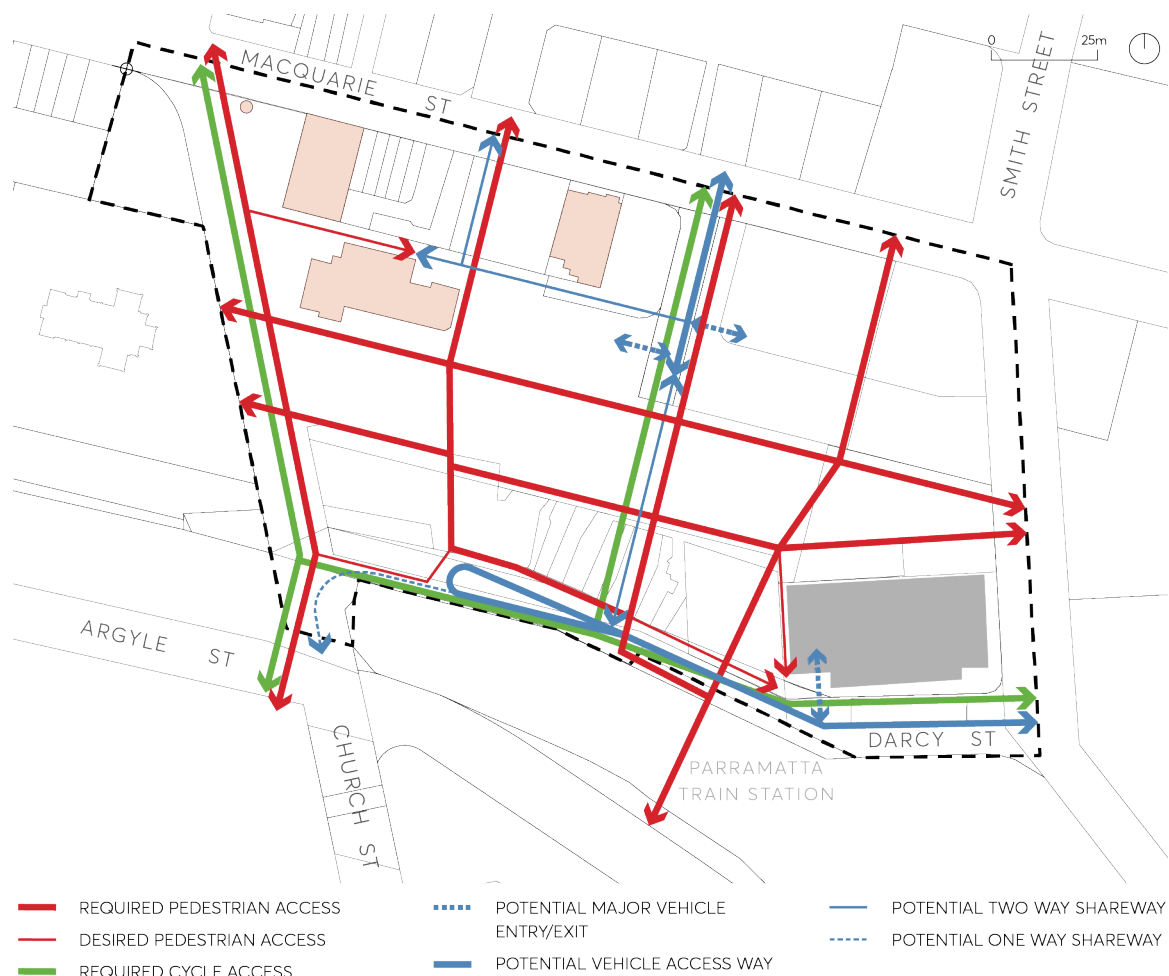 0 25m
MACQUARIE ST
SMITH STREET
ARGYLE ST
CHURCH ST
DARCY ST
PARRAMATTA
TRAIN STATION
REQUIRED PEDESTRIAN ACCESS
DESIRED PEDESTRIAN ACCESS
REQUIRED CYCLE ACCESS
POTENTIAL MAJOR VEHICLE
ENTRY/EXIT
POTENTIAL VEHICLE ACCESS WAY
POTENTIAL TWO WAY SHAREWAY
POTENTIAL ONE WAY SHAREWAY